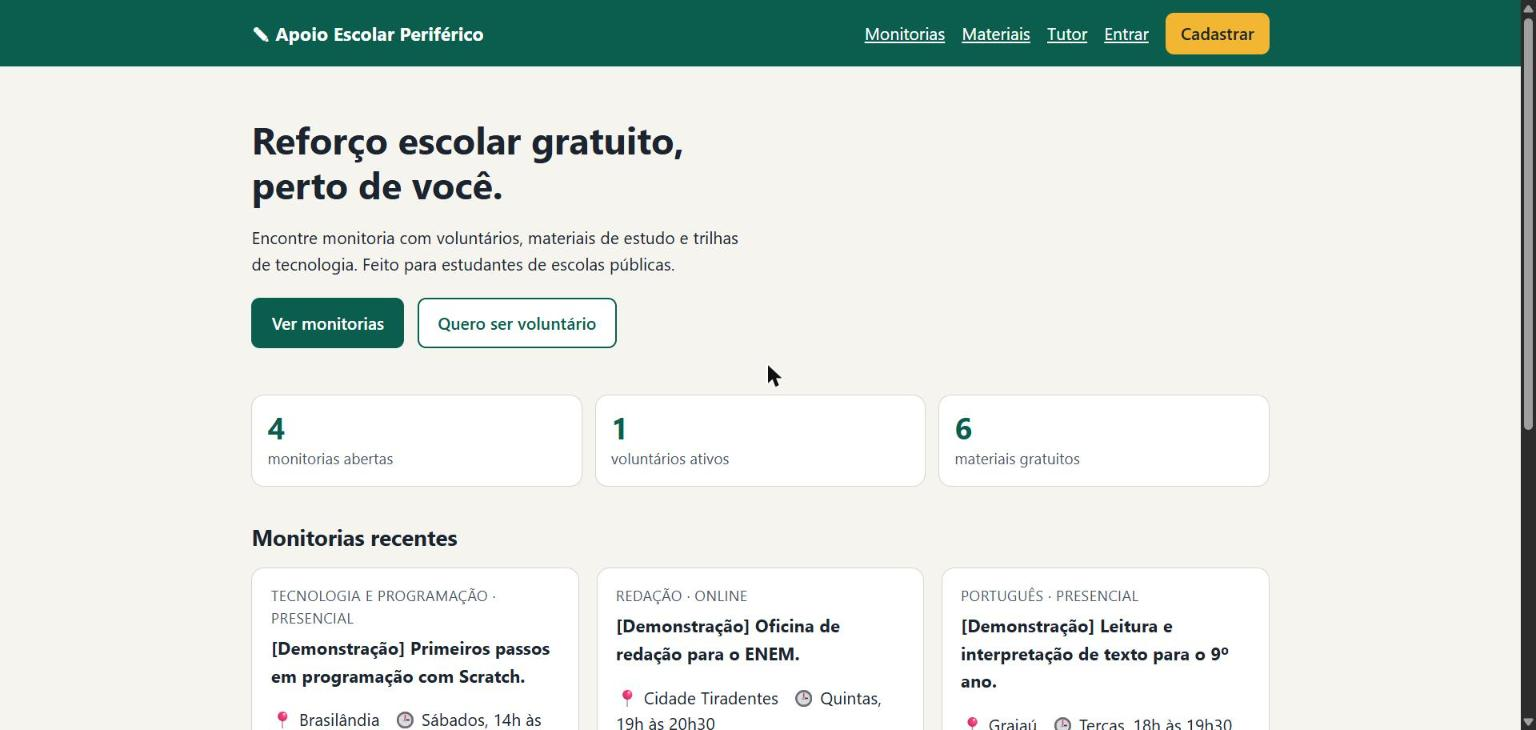 Apoio Escolar Periférico
Monitorias Materiais Tutor Entrar Cadastrar
Reforço escolar gratuito,
perto de você.
Encontre monitoria com voluntários, materiais de estudo e trilhas
de tecnologia. Feito para estudantes de escolas públicas.
Ver monitorias Quero ser voluntário
4
monitorias abertas
1
voluntários ativos
6
materiais gratuitos
Monitorias recentes
TECNOLOGIA E PROGRAMAÇÃO ·
PRESENCIAL
[Demonstração] Primeiros passos
em programação com Scratch.
Brasilândia Sábados, 14h às
REDAÇÃO · ONLINE
[Demonstração] Oficina de
redação para o ENEM.
Cidade Tiradentes Quintas,
19h às 20h30
PORTUGUÊS · PRESENCIAL
[Demonstração] Leitura e
interpretação de texto para o 9º
ano.
Grajaú Terças, 18h às 19h30